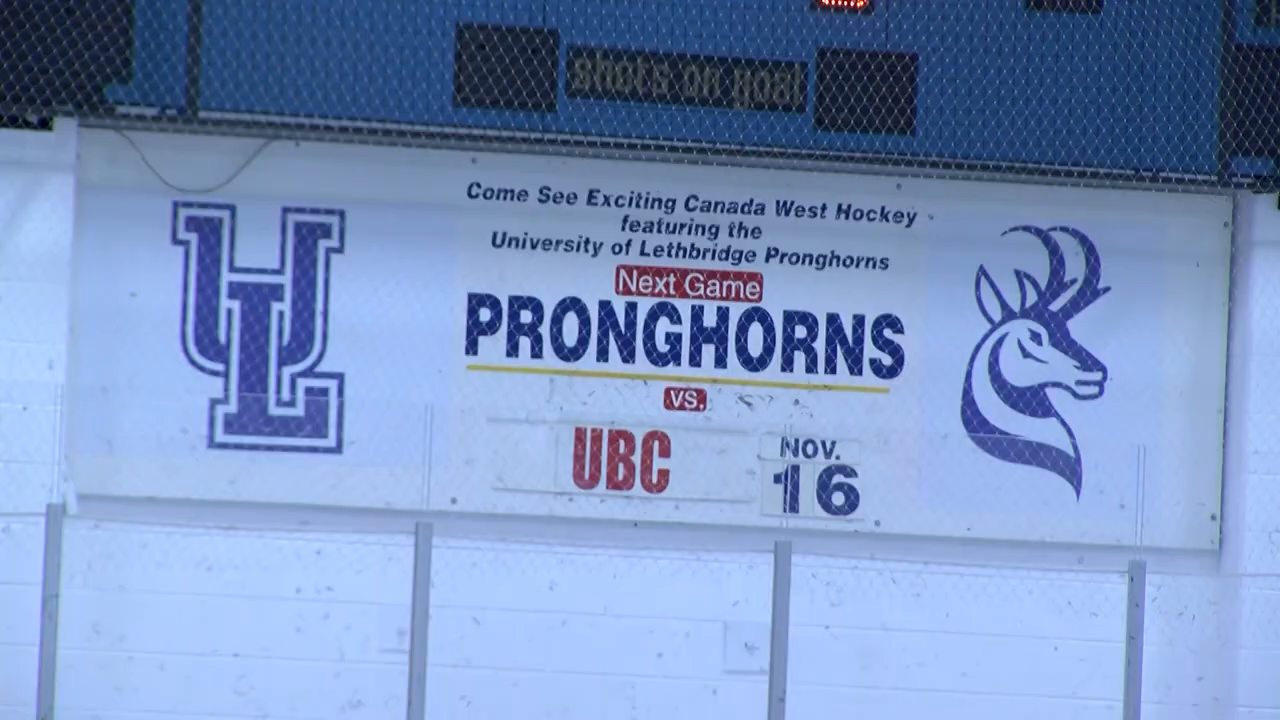 shots on goal
Come See Exciting Canada West Hockey
featuring the
University of Lethbridge Pronghorns
Next Game
PRONGHORNS
vs.
UBC
NOV.
16
UL